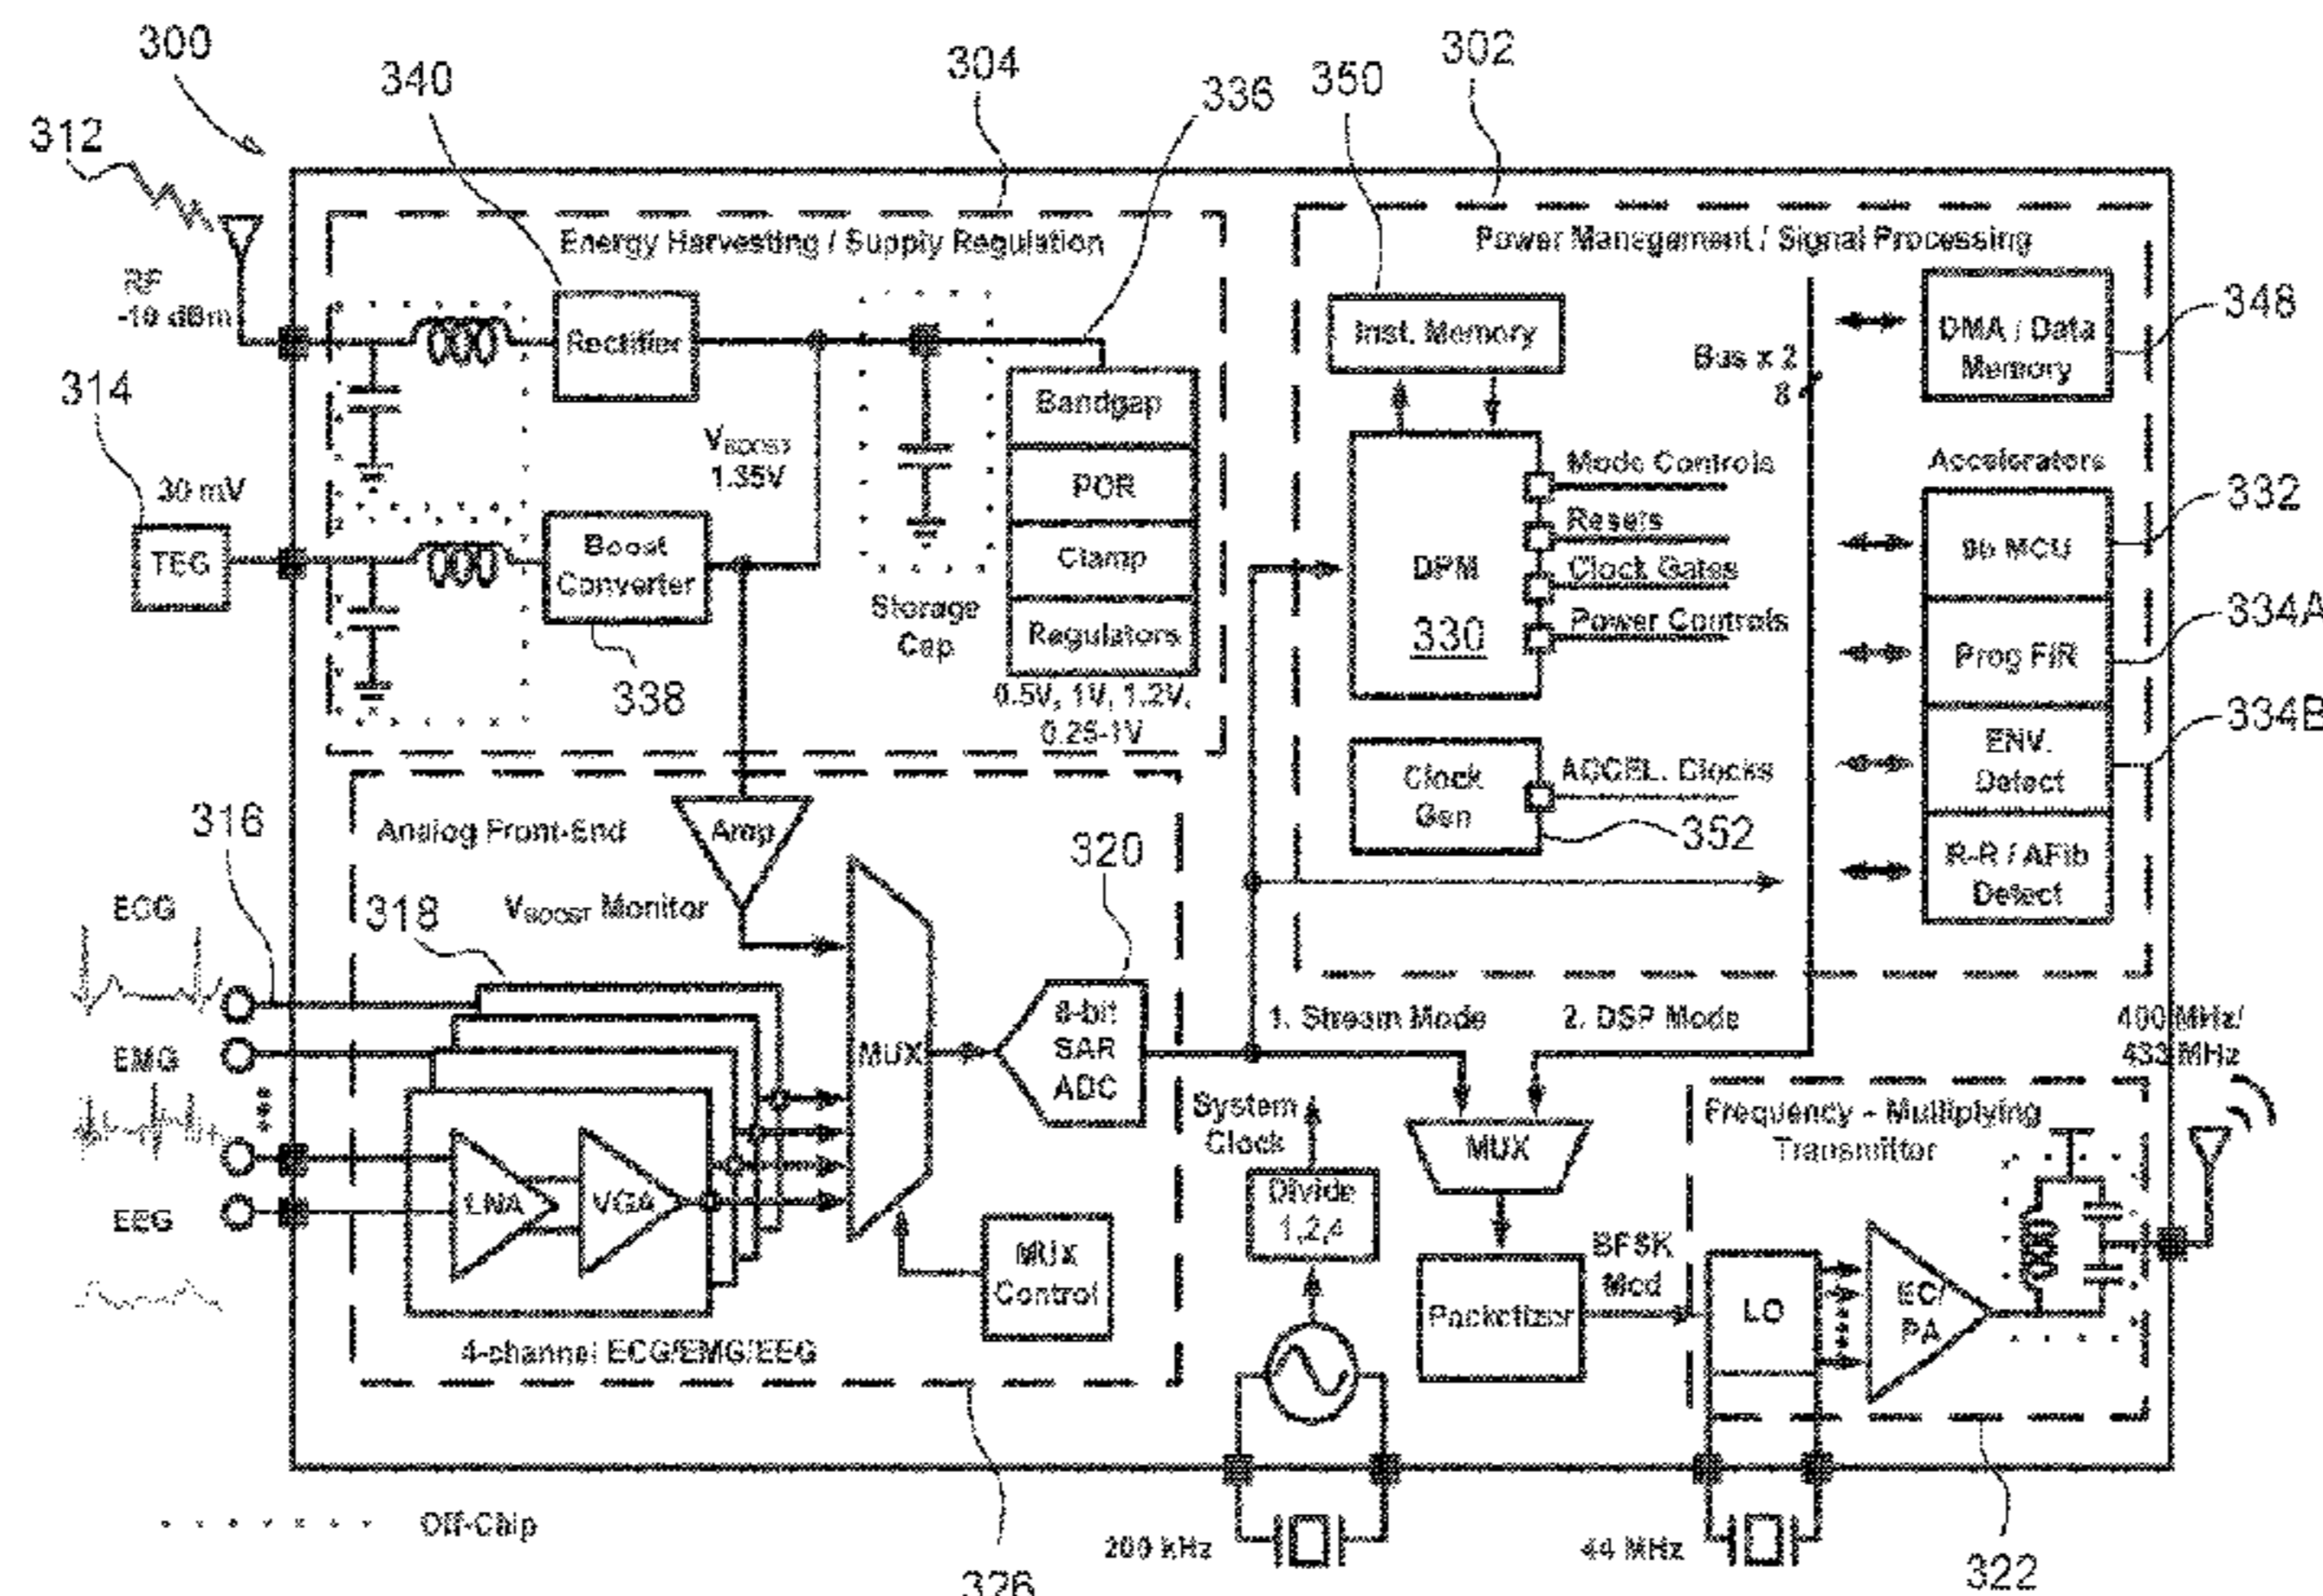 300
340
304
336
350
302
312
Energy Harvesting / Supply Regulation
Power Management / Signal Processing
RF
-10 dBm
Rectifier
Inst. Memory
Bus x 2
8
DMA / Data
Memory
348
314
30 mV
TEG
V BOOST
1.35V
Boost
Converter
338
Storage
Cap
Bandgap
POR
Clamp
Regulators
0.5V, 1V, 1.2V,
0.25-1V
DPM
330
Mode Controls
Resets
Clock Gates
Power Controls
Accelerators
8b MCU
332
Prog FIR
334A
ENV.
Detect
334B
R-R / AFib
Detect
Clock
Gen
ACCEL. Clocks
352
316
Analog Front-End
Amp
V BOOST Monitor
318
320
ECG
EMG
EEG
LNA
VGA
MUX
8-bit
SAR
ADC
MUX
Control
4-channel ECG/EMG/EEG
1. Stream Mode
2. DSP Mode
System
Clock
Divide
1,2,4
MUX
Packetizer
BFSK
Mod
400 MHz/
433 MHz
Frequency - Multiplying
Transmitter
LO
EC/
PA
Off-Chip
200 kHz
44 MHz
326
322